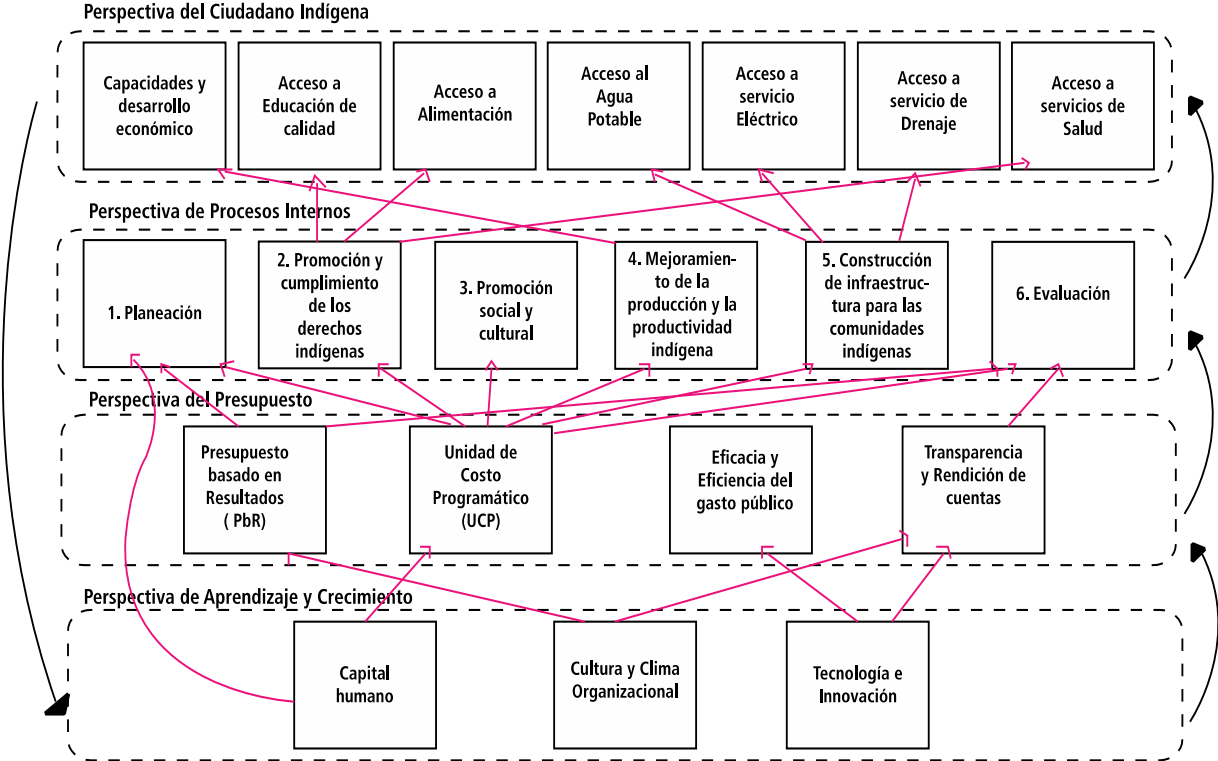 Perspectiva del Ciudadano Indígena
Capacidades y
desarrollo
económico
Acceso a
Educación de
calidad
Acceso a
Alimentación
Acceso al
Agua
Potable
Acceso a
servicio
Eléctrico
Acceso a
servicio de
Drenaje
Acceso a
servicios de
Salud
Perspectiva de Procesos Internos
1. Planeación
2. Promoción y
cumplimiento
de los
derechos
indígenas
3. Promoción
social y
cultural
4. Mejoramien-
to de la
producción y la
productividad
indígena
5. Construcción
de infraestruc-
tura para las
comunidades
indígenas
6. Evaluación
Perspectiva del Presupuesto
Presupuesto
basado en
Resultados
( PbR)
Unidad de
Costo
Programático
(UCP)
Eficacia y
Eficiencia del
gasto público
Transparencia
y Rendición de
cuentas
Perspectiva de Aprendizaje y Crecimiento
Capital
humano
Cultura y Clima
Organizacional
Tecnología e
Innovación